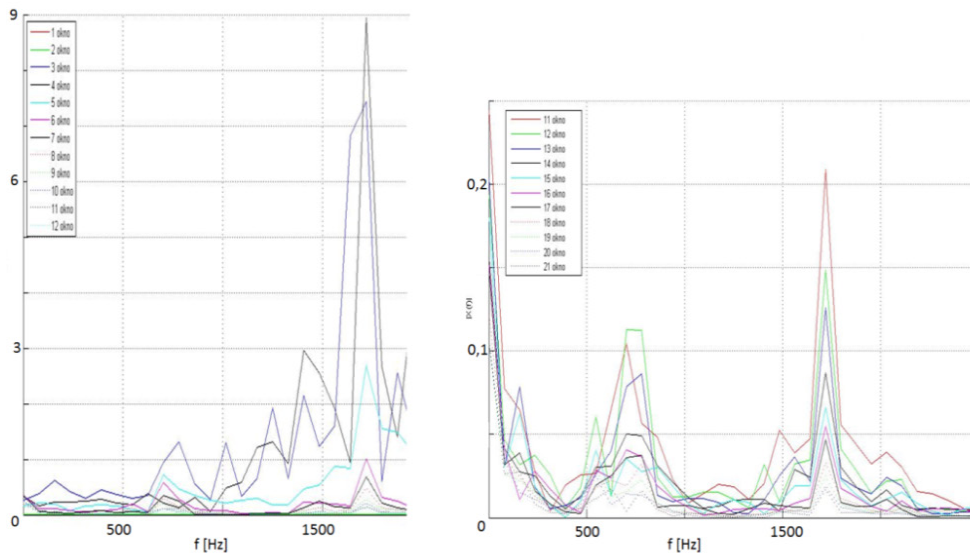 9
1 okno
2 okno
3 okno
4 okno
5 okno
6 okno
7 okno
8 okno
9 okno
10 okno
11 okno
12 okno
6
3
0
500
1500
f [Hz]
0,2
0,1
11 okno
12 okno
13 okno
14 okno
15 okno
16 okno
17 okno
18 okno
19 okno
20 okno
21 okno
0
500
1500
f [Hz]